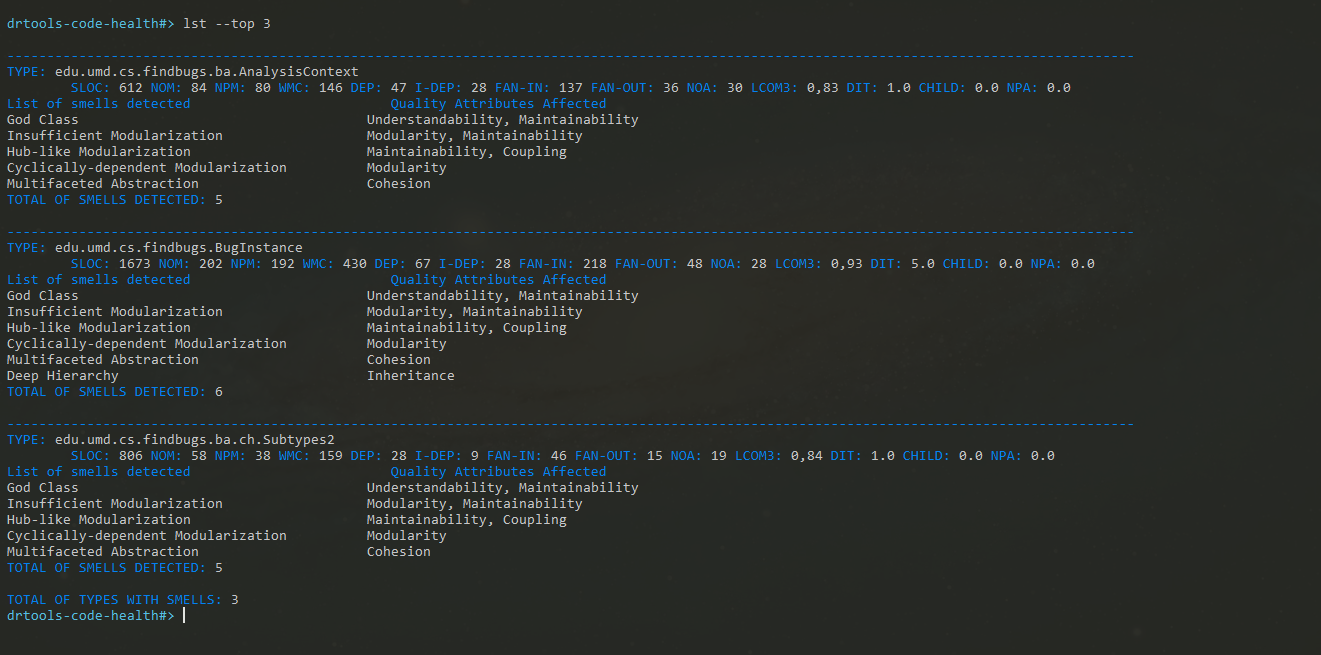 drtools-code-health#> lst --top 3
--------------------------------------------------------------------------------------------------------------------------------------------
TYPE: edu.umd.cs.findbugs.ba.AnalysisContext
SLOC: 612 NOM: 84 NPM: 80 WMC: 146 DEP: 47 I-DEP: 28 FAN-IN: 137 FAN-OUT: 36 NOA: 30 LCOM3: 0,83 DIT: 1.0 CHILD: 0.0 NPA: 0.0
List of smells detected Quality Attributes Affected
God Class Understandability, Maintainability
Insufficient Modularization Modularity, Maintainability
Hub-like Modularization Maintainability, Coupling
Cyclically-dependent Modularization Modularity
Multifaceted Abstraction Cohesion
TOTAL OF SMELLS DETECTED: 5
--------------------------------------------------------------------------------------------------------------------------------------------
TYPE: edu.umd.cs.findbugs.BugInstance
SLOC: 1673 NOM: 202 NPM: 192 WMC: 430 DEP: 67 I-DEP: 28 FAN-IN: 218 FAN-OUT: 48 NOA: 28 LCOM3: 0,93 DIT: 5.0 CHILD: 0.0 NPA: 0.0
List of smells detected Quality Attributes Affected
God Class Understandability, Maintainability
Insufficient Modularization Modularity, Maintainability
Hub-like Modularization Maintainability, Coupling
Cyclically-dependent Modularization Modularity
Multifaceted Abstraction Cohesion
Deep Hierarchy Inheritance
TOTAL OF SMELLS DETECTED: 6
--------------------------------------------------------------------------------------------------------------------------------------------
TYPE: edu.umd.cs.findbugs.ba.ch.Subtypes2
SLOC: 806 NOM: 58 NPM: 38 WMC: 159 DEP: 28 I-DEP: 9 FAN-IN: 46 FAN-OUT: 15 NOA: 19 LCOM3: 0,84 DIT: 1.0 CHILD: 0.0 NPA: 0.0
List of smells detected Quality Attributes Affected
God Class Understandability, Maintainability
Insufficient Modularization Modularity, Maintainability
Hub-like Modularization Maintainability, Coupling
Cyclically-dependent Modularization Modularity
Multifaceted Abstraction Cohesion
TOTAL OF SMELLS DETECTED: 5
TOTAL OF TYPES WITH SMELLS: 3
drtools-code-health#>